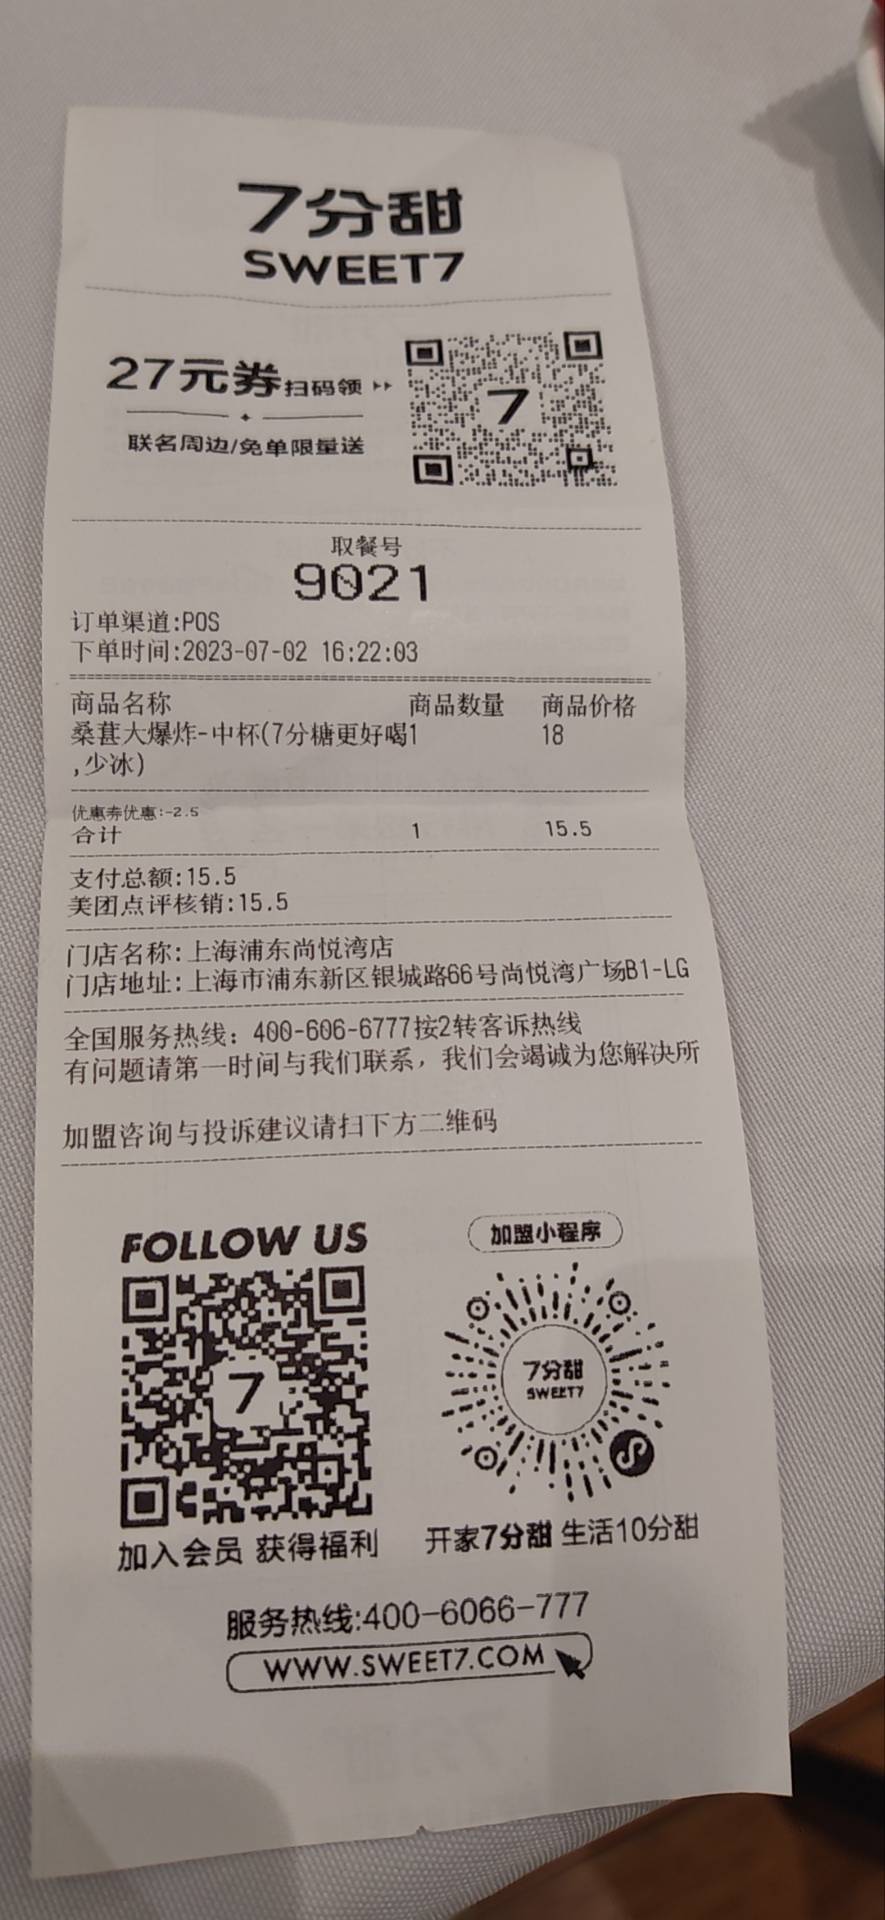 7分甜
SWEET7
27元券扫码领
联名周边/免单限量送
7
取餐号
9021
订单渠道:POS
下单时间:2023-07-02 16:22:03
商品名称 商品数量 商品价格
桑葚大爆炸-中杯(7分糖更好喝1 18
,少冰)
优惠券优惠:-2.5
合计 1 15.5
支付总额:15.5
美团点评核销:15.5
门店名称:上海浦东尚悦湾店
门店地址:上海市浦东新区银城路66号尚悦湾广场B1-LG
全国服务热线：400-606-6777按2转客诉热线
有问题请第一时间与我们联系，我们会竭诚为您解决所
加盟咨询与投诉建议请扫下方二维码
FOLLOW US
加盟小程序
7
7分甜
SWEET7
加入会员 获得福利
开家7分甜 生活10分甜
服务热线:400-6066-777
WWW.SWEET7.COM